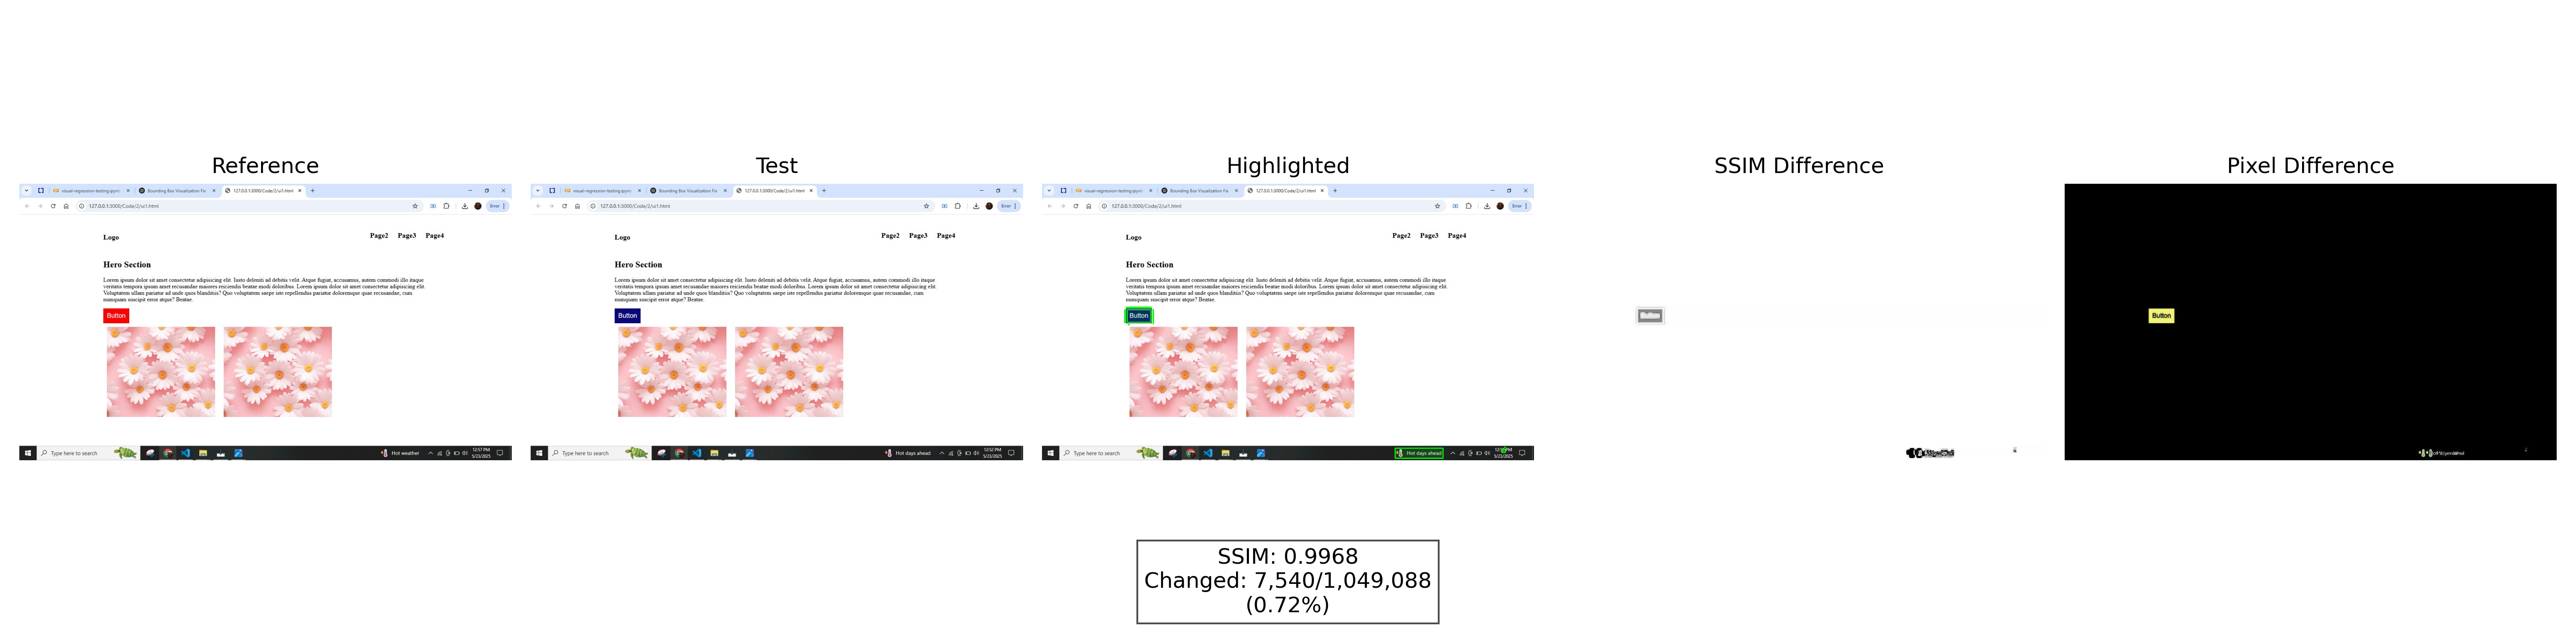 Reference
visual-regression-testing.ipynb
Bounding Box Visualization Fix
127.0.0.1:3000/Code/2/ui1.html
127.0.0.1:3000/Code/2/ui1.html
Error
Logo
Page2 Page3 Page4
Hero Section
Lorem ipsum dolor sit amet consectetur adipisicing elit. Iusto deleniti ad debitis velit. Atque fugiat, accusamus, autem commodi illo itaque
veritatis tempora ipsum amet recusandae maiores reiciendis beatae modi doloribus. Lorem ipsum dolor sit amet consectetur adipisicing elit.
Voluptatem ullam pariatur ad unde quos blanditiis? Quo voluptatem saepe iste repellendus pariatur doloremque quae recusandae, cum
numquam suscipit error atque? Beatae.
Button
Type here to search
Hot weather
12:57 PM
5/23/2025
Test
visual-regression-testing.ipynb
Bounding Box Visualization Fix
127.0.0.1:3000/Code/2/ui1.html
127.0.0.1:3000/Code/2/ui1.html
Error
Logo
Page2 Page3 Page4
Hero Section
Lorem ipsum dolor sit amet consectetur adipisicing elit. Iusto deleniti ad debitis velit. Atque fugiat, accusamus, autem commodi illo itaque
veritatis tempora ipsum amet recusandae maiores reiciendis beatae modi doloribus. Lorem ipsum dolor sit amet consectetur adipisicing elit.
Voluptatem ullam pariatur ad unde quos blanditiis? Quo voluptatem saepe iste repellendus pariatur doloremque quae recusandae, cum
numquam suscipit error atque? Beatae.
Button
Type here to search
Hot days ahead
12:52 PM
5/23/2025
Highlighted
visual-regression-testing.ipynb
Bounding Box Visualization Fix
127.0.0.1:3000/Code/2/ui1.html
127.0.0.1:3000/Code/2/ui1.html
Error
Logo
Page2 Page3 Page4
Hero Section
Lorem ipsum dolor sit amet consectetur adipisicing elit. Iusto deleniti ad debitis velit. Atque fugiat, accusamus, autem commodi illo itaque
veritatis tempora ipsum amet recusandae maiores reiciendis beatae modi doloribus. Lorem ipsum dolor sit amet consectetur adipisicing elit.
Voluptatem ullam pariatur ad unde quos blanditiis? Quo voluptatem saepe iste repellendus pariatur doloremque quae recusandae, cum
numquam suscipit error atque? Beatae.
Button
Type here to search
Hot days ahead
5/23/2025
SSIM Difference
Pixel Difference
Button
SSIM: 0.9968
Changed: 7,540/1,049,088
(0.72%)